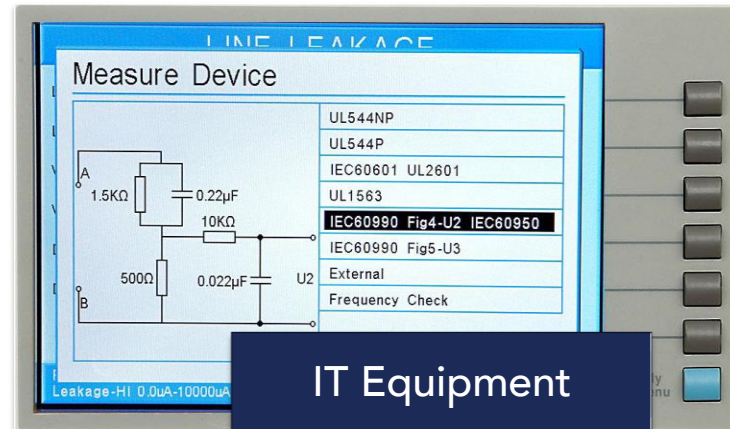 LINE LEAKAGE
Measure Device
UL544NP
UL544P
IEC60601 UL2601
UL1563
IEC60990 Fig4-U2 IEC60950
IEC60990 Fig5-U3
External
Frequency Check
A
1.5KΩ
0.22µF
10KΩ
500Ω
0.022µF
U2
B
Leakage-HI 0.0uA-10000uA
IT Equipment